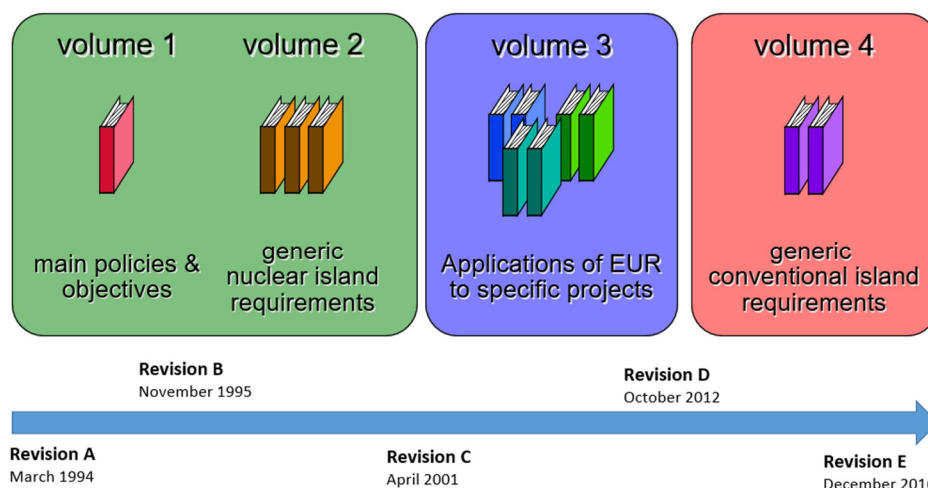 volume 1
main policies &
objectives
volume 2
generic
nuclear island
requirements
volume 3
Applications of EUR
to specific projects
volume 4
generic
conventional island
requirements
Revision B
November 1995
Revision D
October 2012
Revision A
March 1994
Revision C
April 2001
Revision E
December